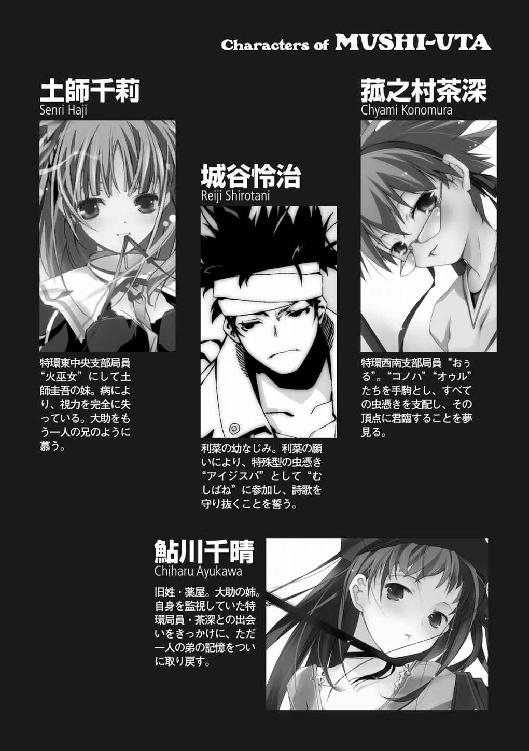 Characters of MUSHI-UTA
土師千莉
Senri Haji
特環東中央支部局員
“火巫女”にして土
師圭吾の妹。病によ
り、視力を完全に失
っている。大助をも
う一人の兄のように
慕う。
城谷怜治
Reiji Shirotani
利菜の幼なじみ。利菜の願
いにより、特殊型の虫憑き
“アイジスパ”として“む
しばね”に参加し、詩歌を
守り抜くことを誓う。
菰之村茶深
Chyami Konomura
特環西南支部局員“おぅ
る”。“コノハ”“オゥル”
たちを手駒とし、すべて
の虫憑きを支配し、その
頂点に君臨することを夢
見る。
鮎川千晴
Chiharu Ayukawa
旧姓・薬屋。大助の姉。
自身を監視していた特
環局員・茶深との出会
いをきっかけに、ただ
一人の弟の記憶をつい
に取り戻す。